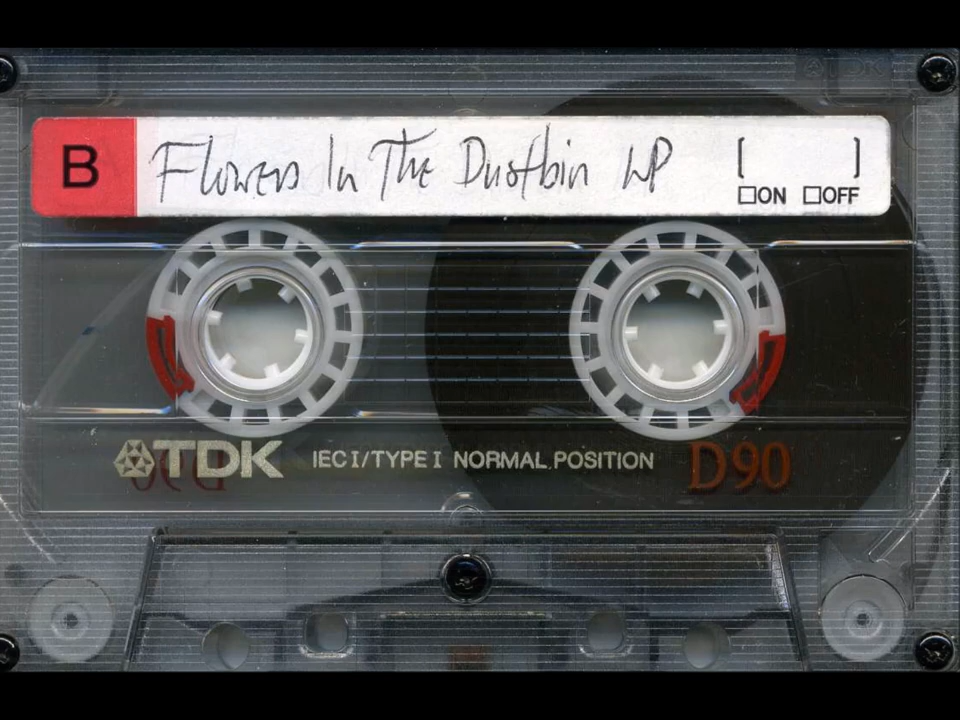 B Flowers In The Dustbin LP [ ]
☐ON ☐OFF
TDK IEC I/TYPE I NORMAL POSITION D90